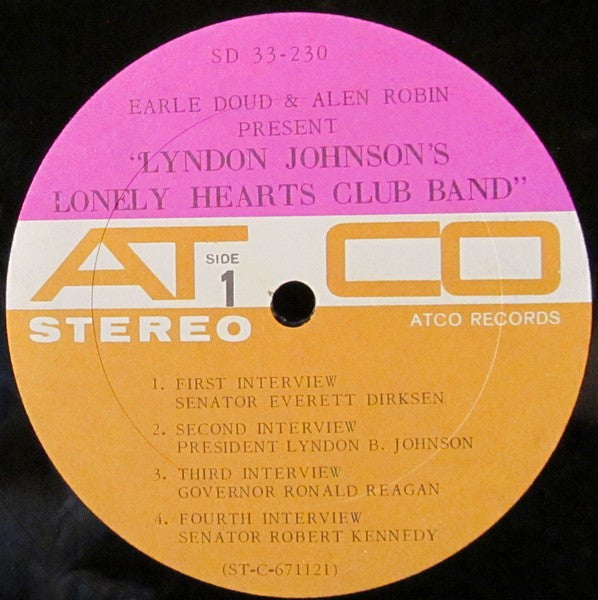 SD 33-230
EARLE DOUD & ALEN ROBIN
PRESENT
"LYNDON JOHNSON'S
LONELY HEARTS CLUB BAND"
ATCO
SIDE
1
STEREO
ATCO RECORDS
1. FIRST INTERVIEW
SENATOR EVERETT DIRKSEN
2. SECOND INTERVIEW
PRESIDENT LYNDON B. JOHNSON
3. THIRD INTERVIEW
GOVERNOR RONALD REAGAN
4. FOURTH INTERVIEW
SENATOR ROBERT KENNEDY
(ST-C-671121)